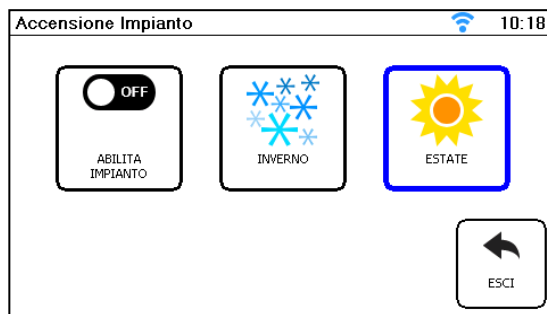 Accensione Impianto
10:18
OFF
ABILITA
IMPIANTO
INVERNO
ESTATE
ESCI